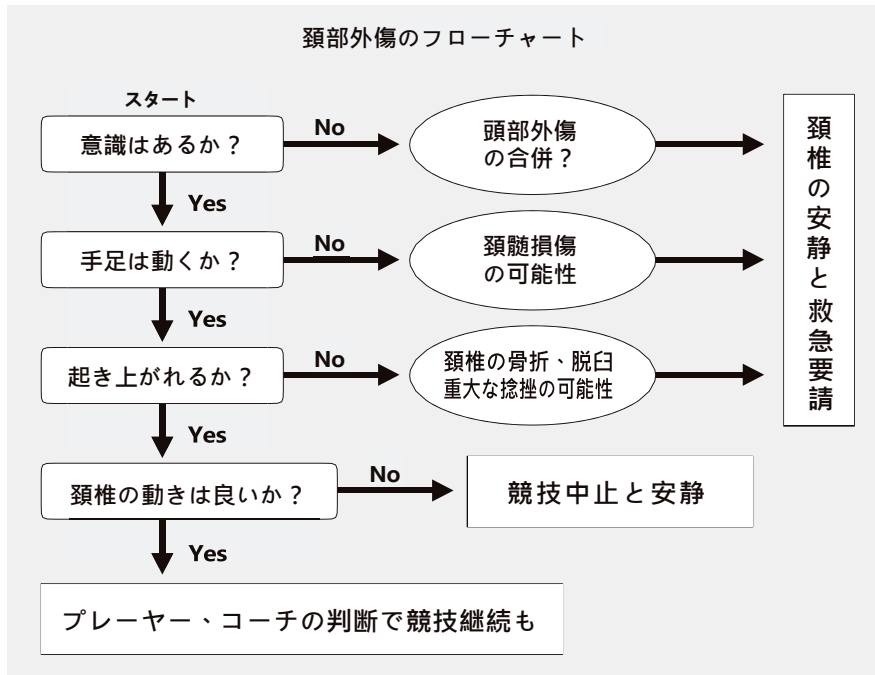 頚部外傷のフローチャート
スタート
意識はあるか？
No
頭部外傷
の合併？
Yes
手足は動くか？
No
頚髄損傷
の可能性
Yes
起き上がれるか？
No
頚椎の骨折、脱臼
重大な捻挫の可能性
Yes
頚椎の動きは良いか？
No
競技中止と安静
Yes
プレーヤー、コーチの判断で競技継続も
頚椎の安静と救急要請